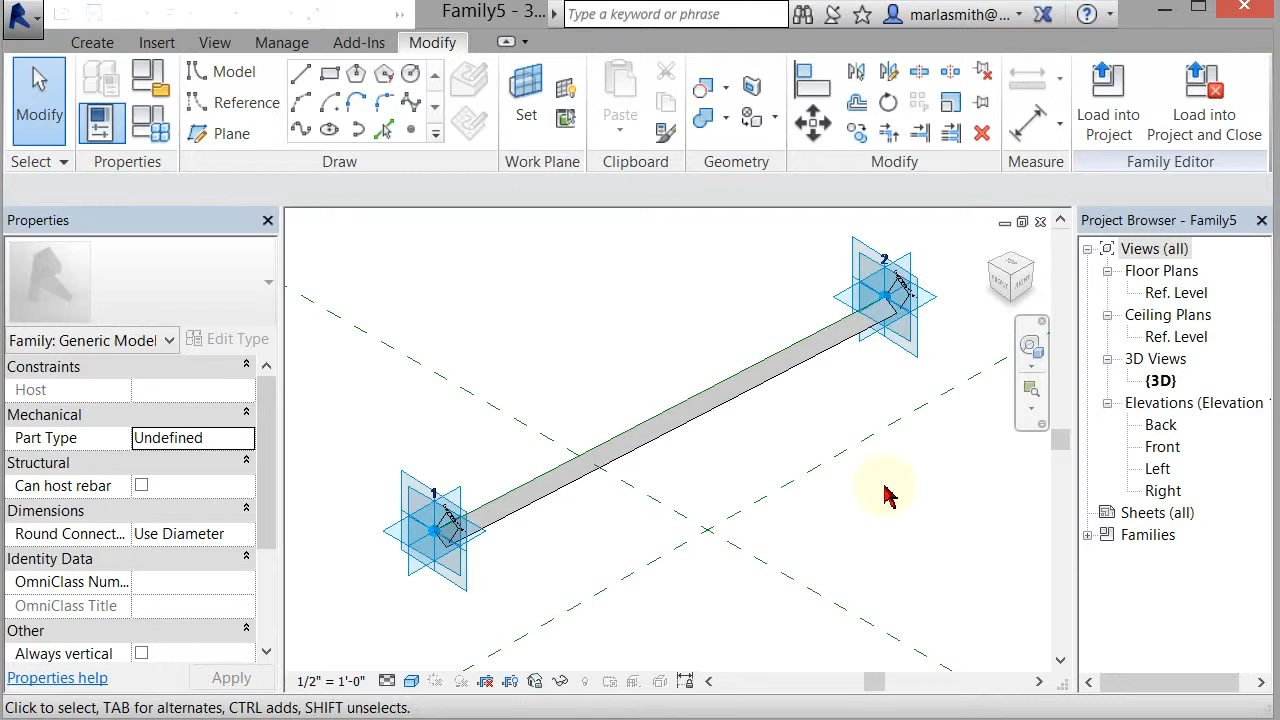 Family5 - 3...
Type a keyword or phrase
marlasmith@...
Create Insert View Manage Add-Ins Modify
Modify
Model
Reference
Plane
Set
Paste
Load into Project
Load into Project and Close
Select Properties Draw Work Plane Clipboard Geometry Modify Measure Family Editor
Properties
Family: Generic Model
Edit Type
Constraints
Host
Mechanical
Part Type Undefined
Structural
Can host rebar
Dimensions
Round Connect... Use Diameter
Identity Data
OmniClass Num...
OmniClass Title
Other
Always vertical
Properties help
Apply
2
1
FRONT
RIGHT
1/2" = 1'-0"
Project Browser - Family5
Views (all)
Floor Plans
Ref. Level
Ceiling Plans
Ref. Level
3D Views
{3D}
Elevations (Elevation
Back
Front
Left
Right
Sheets (all)
Families
Click to select, TAB for alternates, CTRL adds, SHIFT unselects.